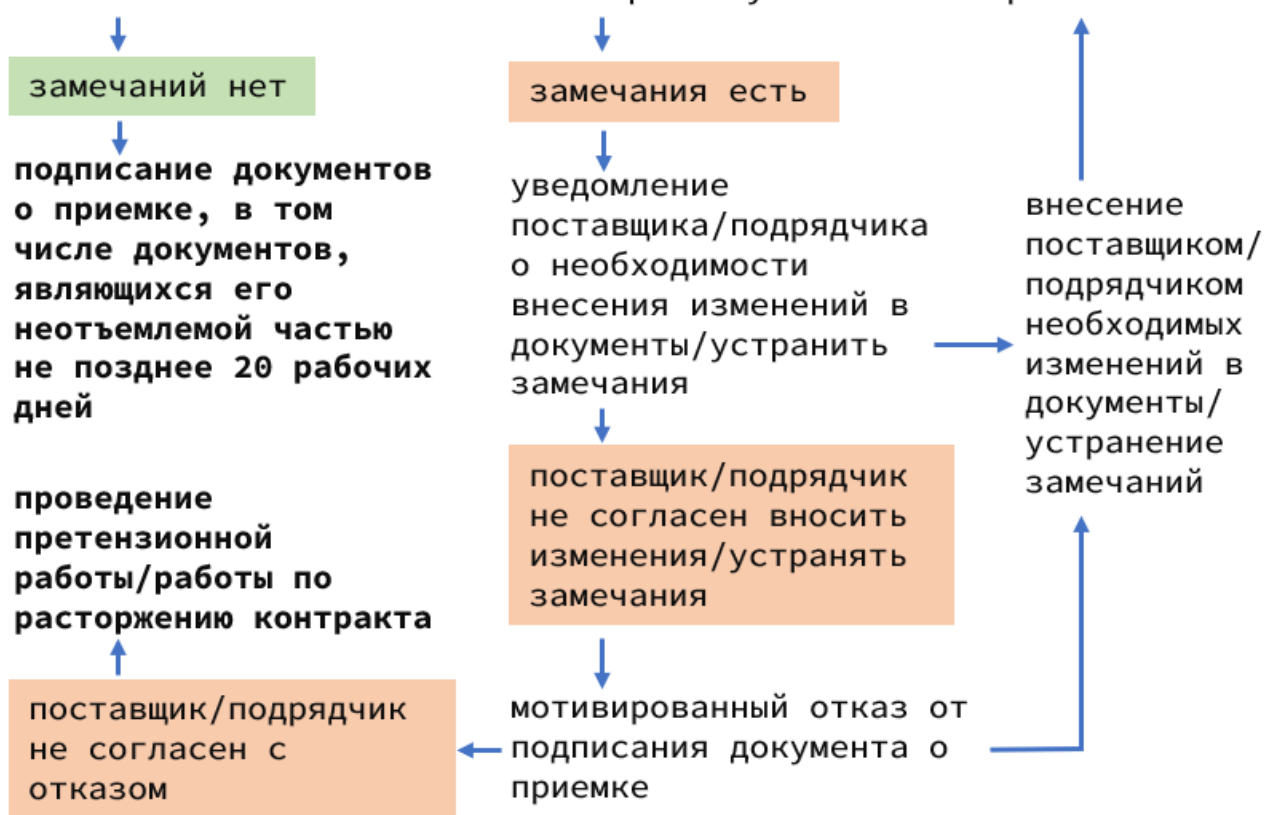 замечаний нет
подписание документов
о приемке, в том
числе документов,
являющихся его
неотъемлемой частью
не позднее 20 рабочих
дней
проведение
претензионной
работы/работы по
расторжению контракта
поставщик/подрядчик
не согласен с
отказом
замечания есть
уведомление
поставщика/подрядчика
о необходимости
внесения изменений в
документы/устранить
замечания
поставщик/подрядчик
не согласен вносить
изменения/устранять
замечания
мотивированный отказ от
подписания документа о
приемке
внесение
поставщиком/
подрядчиком
необходимых
изменений в
документы/
устранение
замечаний